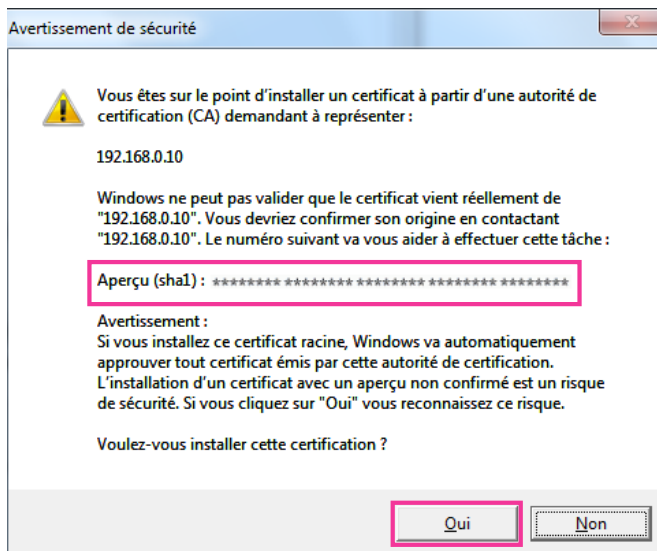 Avertissement de sécurité
Vous êtes sur le point d'installer un certificat à partir d'une autorité de
certification (CA) demandant à représenter :
192.168.0.10
Windows ne peut pas valider que le certificat vient réellement de
"192.168.0.10". Vous devriez confirmer son origine en contactant
"192.168.0.10". Le numéro suivant va vous aider à effectuer cette tâche :
Aperçu (sha1) : ******** ******** ******** ******** ********
Avertissement :
Si vous installez ce certificat racine, Windows va automatiquement
approuver tout certificat émis par cette autorité de certification.
L'installation d'un certificat avec un aperçu non confirmé est un risque
de sécurité. Si vous cliquez sur "Oui" vous reconnaissez ce risque.
Voulez-vous installer cette certification ?
Oui Non